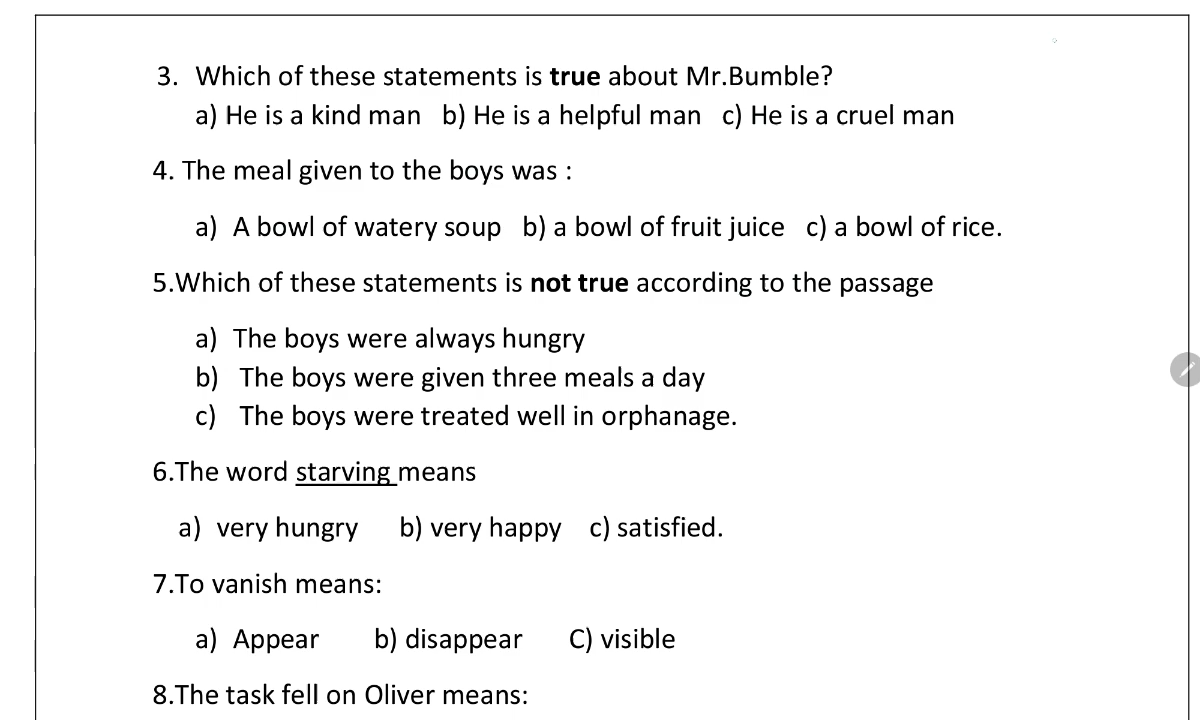 3. Which of these statements is true about Mr.Bumble?
a) He is a kind man b) He is a helpful man c) He is a cruel man
4. The meal given to the boys was :
a) A bowl of watery soup b) a bowl of fruit juice c) a bowl of rice.
5.Which of these statements is not true according to the passage
a) The boys were always hungry
b) The boys were given three meals a day
c) The boys were treated well in orphanage.
6.The word starving means
a) very hungry b) very happy c) satisfied.
7.To vanish means:
a) Appear b) disappear C) visible
8.The task fell on Oliver means: